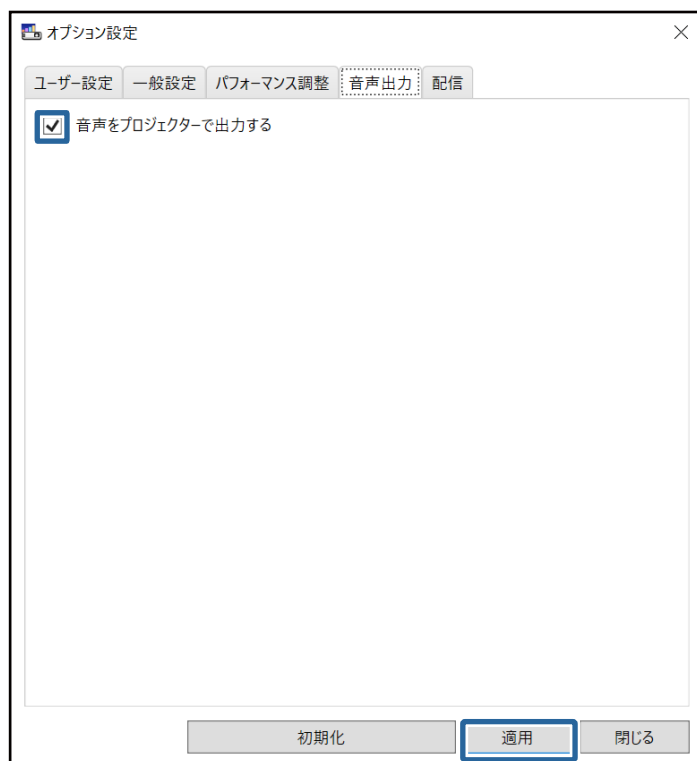 オプション設定
ユーザー設定 一般設定 パフォーマンス調整 音声出力 配信
音声をプロジェクターで出力する
初期化 適用 閉じる